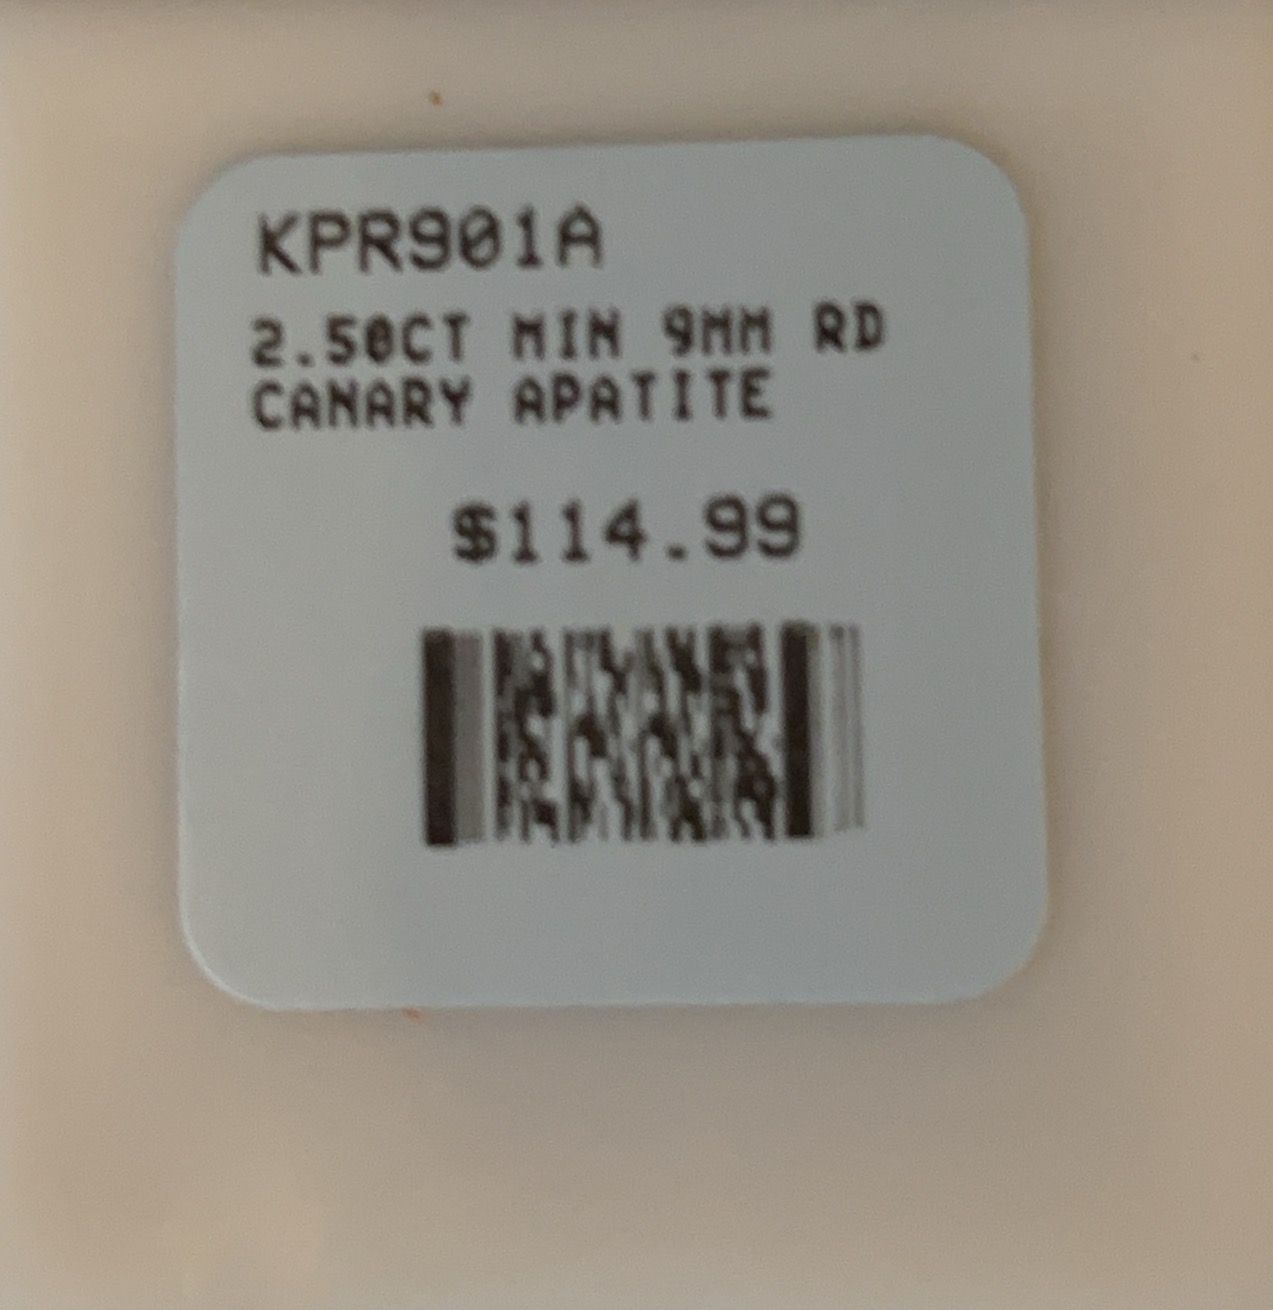 KPR901A
2.50CT MIN 9MM RD
CANARY APATITE
$114.99